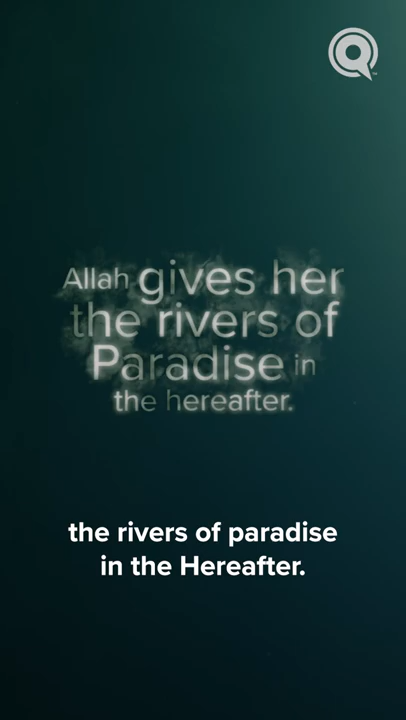 Allah gives her
the rivers of
Paradise in
the hereafter.
the rivers of paradise
in the Hereafter.